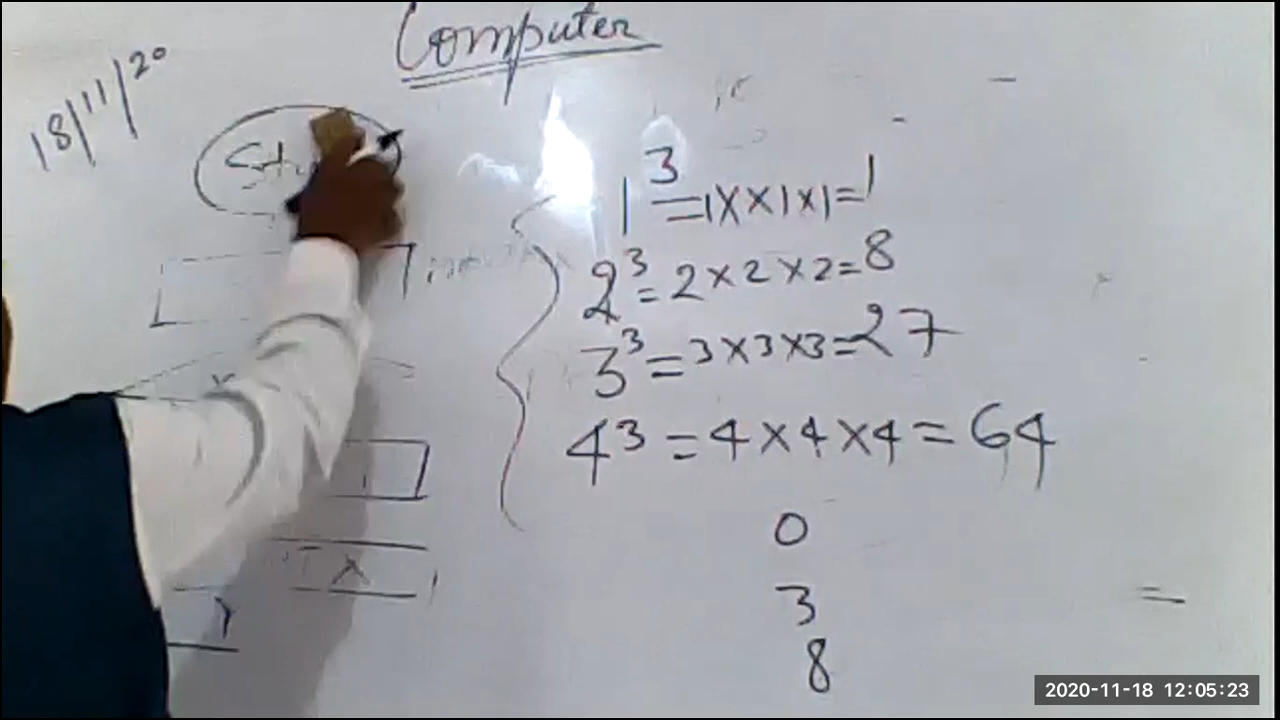 Computer
18/11/20
1³ = 1X×1×1=1
2³ = 2×2×2=8
3³ = 3×3×3=27
4³ = 4×4×4=64
0
3
8
=
X
2020-11-18 12:05:23